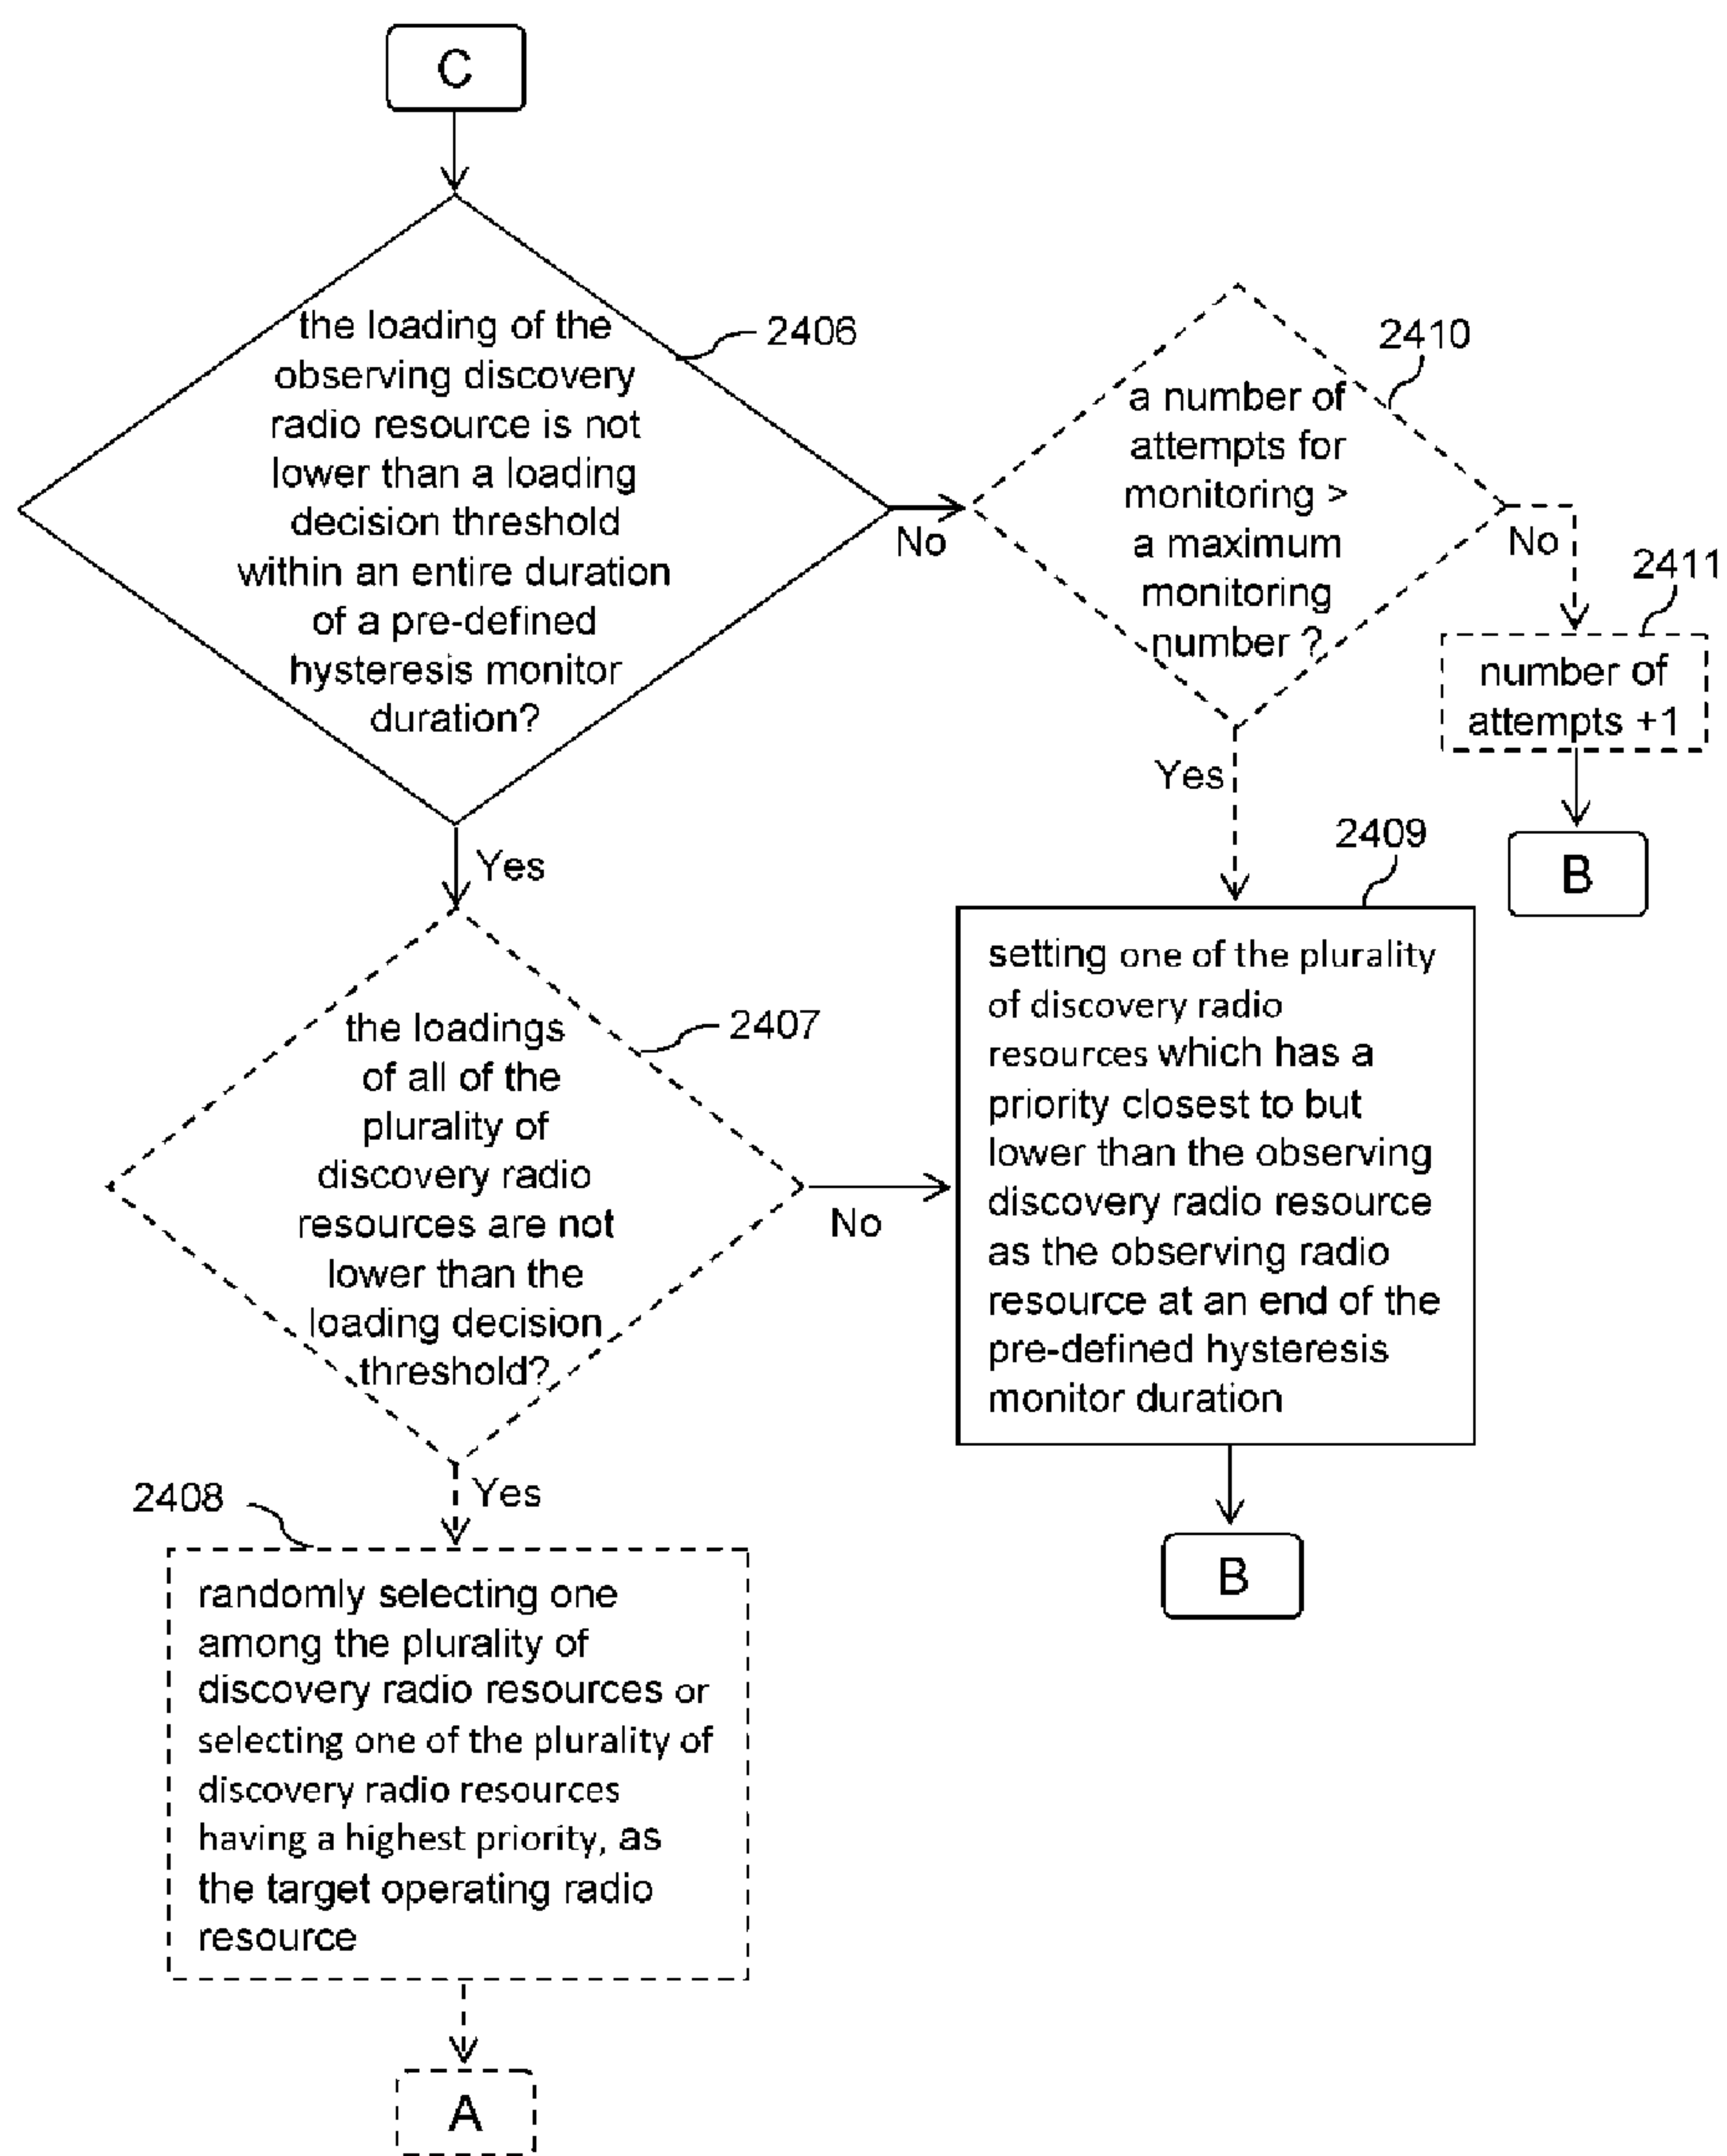 C
the loading of the
observing discovery
radio resource is not
lower than a loading
decision threshold
within an entire duration
of a pre-defined
hysteresis monitor
duration?
2406
No
a number of
attempts for
monitoring >
a maximum
monitoring
number ?
2410
No
2411
number of
attempts +1
B
Yes
Yes
2409
setting one of the plurality
of discovery radio
resources which has a
priority closest to but
lower than the observing
discovery radio resource
as the observing radio
resource at an end of the
pre-defined hysteresis
monitor duration
B
the loadings
of all of the
plurality of
discovery radio
resources are not
lower than the
loading decision
threshold?
2407
No
Yes
2408
randomly selecting one
among the plurality of
discovery radio resources or
selecting one of the plurality of
discovery radio resources
having a highest priority, as
the target operating radio
resource
A